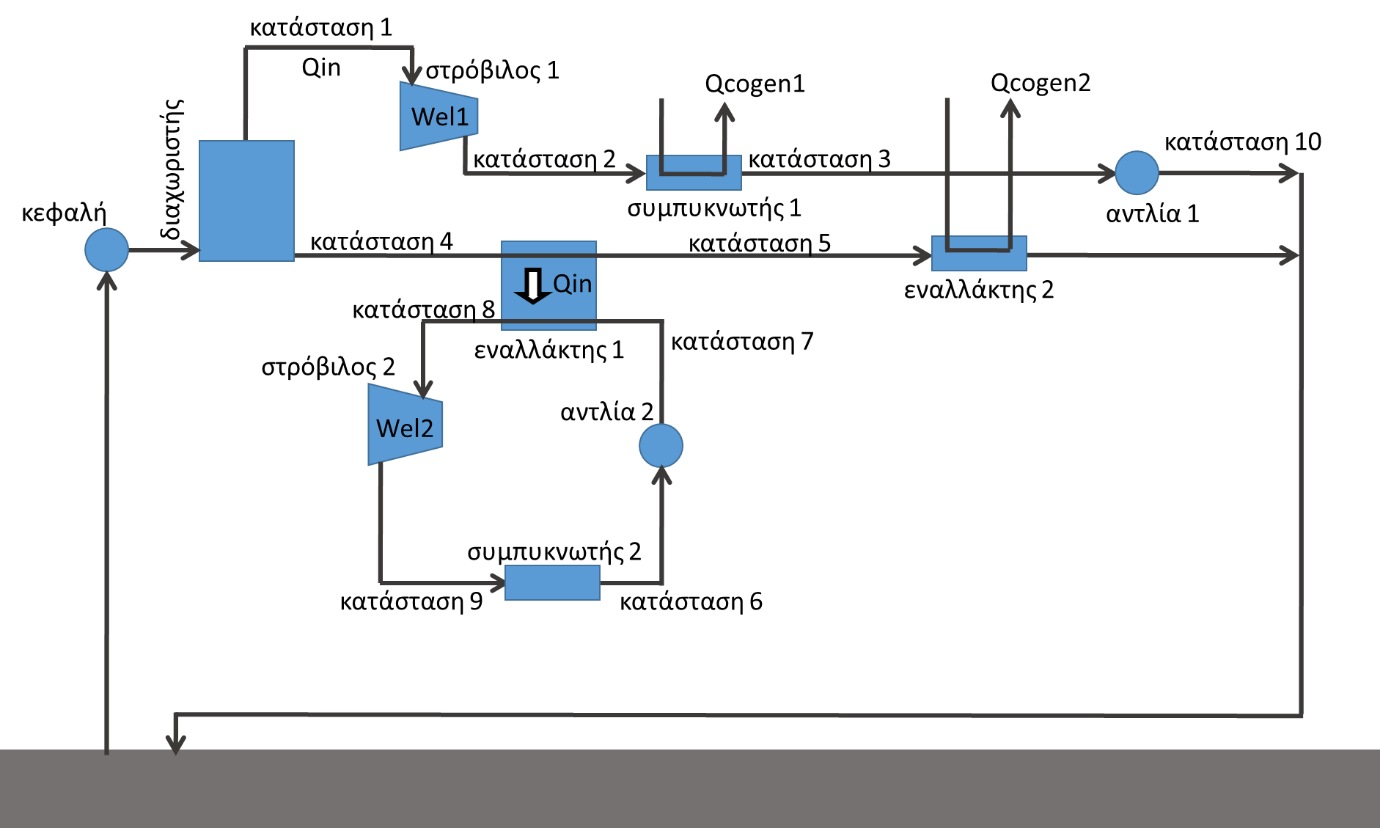 κατάσταση 1
Qin
στρόβιλος 1
Wel1
Qcogen1
Qcogen2
διαχωριστής
κατάσταση 2
κατάσταση 3
κατάσταση 10
συμπυκνωτής 1
αντλία 1
κεφαλή
κατάσταση 4
κατάσταση 5
Qin
εναλλάκτης 2
κατάσταση 8
εναλλάκτης 1
κατάσταση 7
στρόβιλος 2
Wel2
αντλία 2
συμπυκνωτής 2
κατάσταση 9
κατάσταση 6